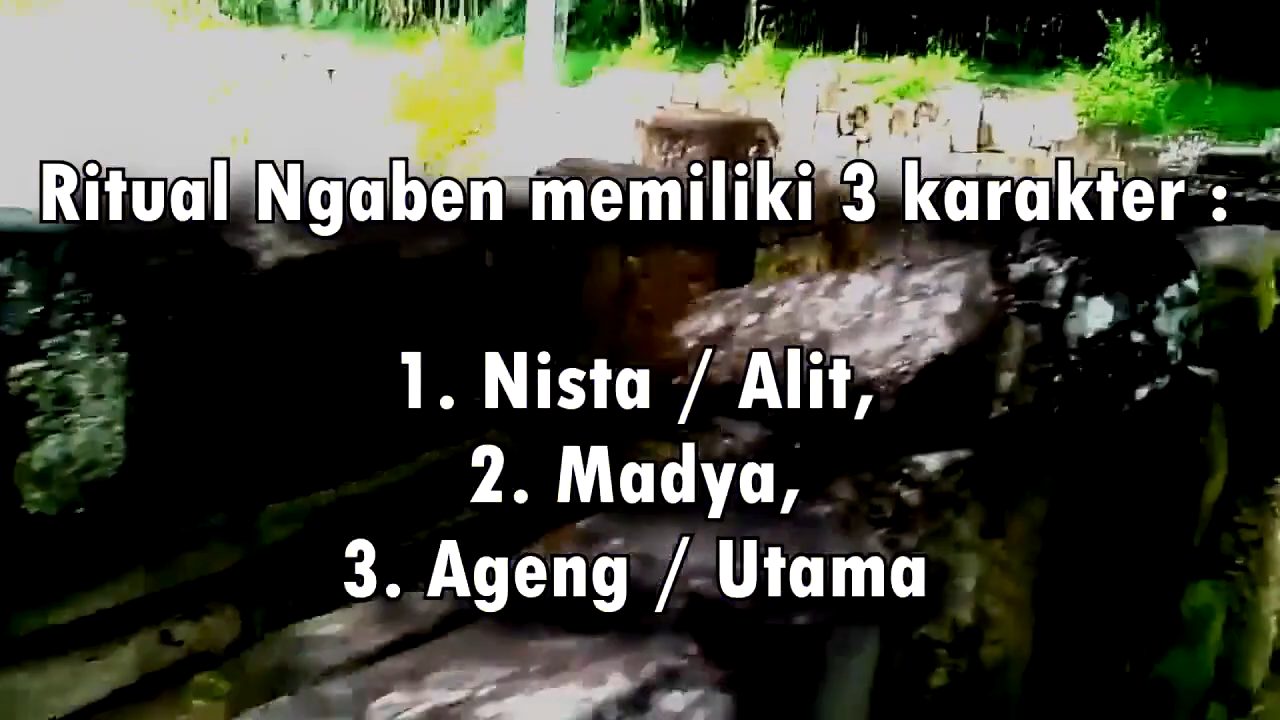 Ritual Ngaben memiliki 3 karakter :
1. Nista / Alit,
2. Madya,
3. Ageng / Utama